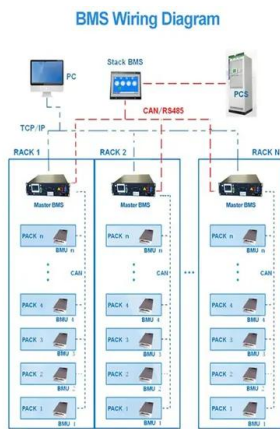 BMS Wiring Diagram
Stack BMS
PC
PCS
CAN/RS485
TCP/IP
RACK 1
RACK 2
RACK N
Master BMS
Master BMS
Master BMS
PACK n
BMU n
PACK n
BMU n
PACK n
BMU n
CAN
CAN
CAN
PACK 4
BMU 4
PACK 4
BMU 4
PACK 4
BMU 4
PACK 3
BMU 3
PACK 3
BMU 3
PACK 3
BMU 3
PACK 2
BMU 2
PACK 2
BMU 2
PACK 2
BMU 2
PACK 1
BMU 1
PACK 1
BMU 1
PACK 1
BMU 1